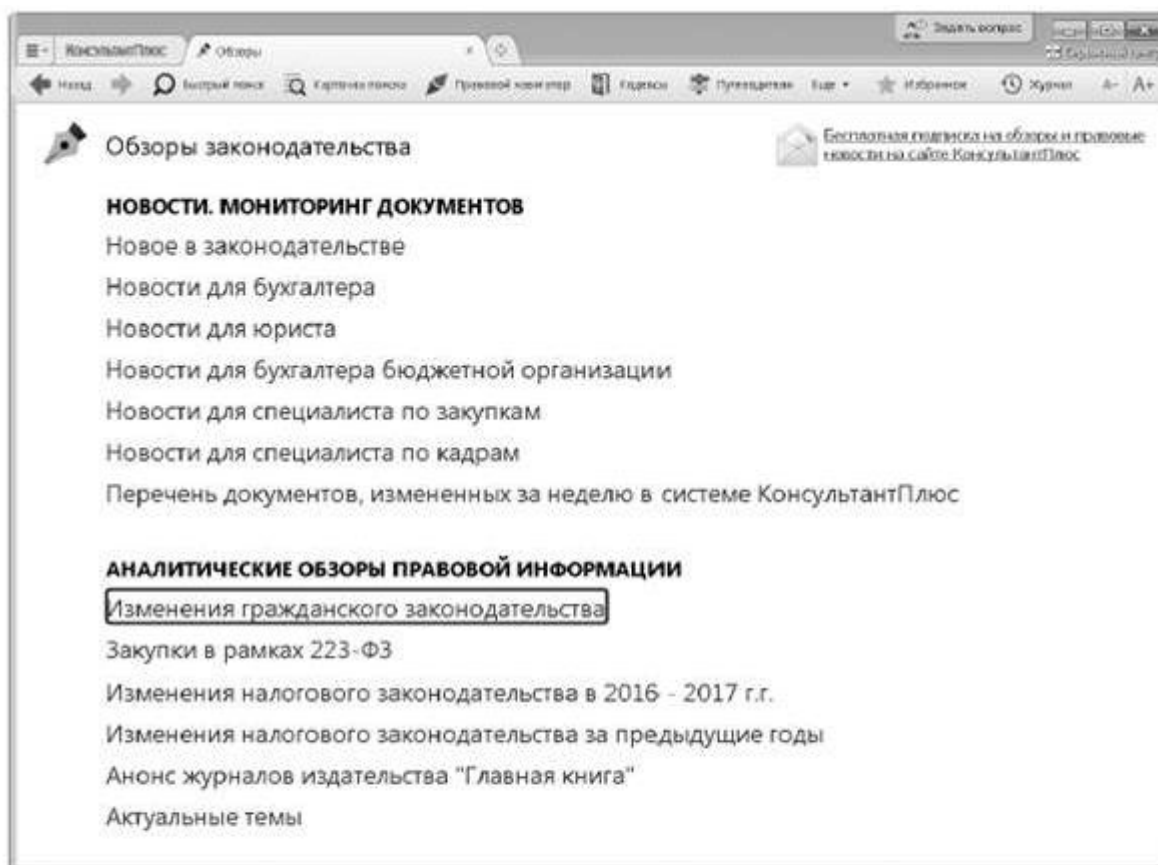 Задать вопрос
КонсультантПлюс
Обзоры
Назад
Быстрый поиск
Карточка поиска
Правовой навигатор
Кодексы
Путеводители
Еще
Избранное
Журнал
А-
А+
Обзоры законодательства
Бесплатная подписка на обзоры и правовые
новости на сайте КонсультантПлюс
НОВОСТИ. МОНИТОРИНГ ДОКУМЕНТОВ
Новое в законодательстве
Новости для бухгалтера
Новости для юриста
Новости для бухгалтера бюджетной организации
Новости для специалиста по закупкам
Новости для специалиста по кадрам
Перечень документов, измененных за неделю в системе КонсультантПлюс
АНАЛИТИЧЕСКИЕ ОБЗОРЫ ПРАВОВОЙ ИНФОРМАЦИИ
Изменения гражданского законодательства
Закупки в рамках 223-ФЗ
Изменения налогового законодательства в 2016 - 2017 г.г.
Изменения налогового законодательства за предыдущие годы
Анонс журналов издательства "Главная книга"
Актуальные темы